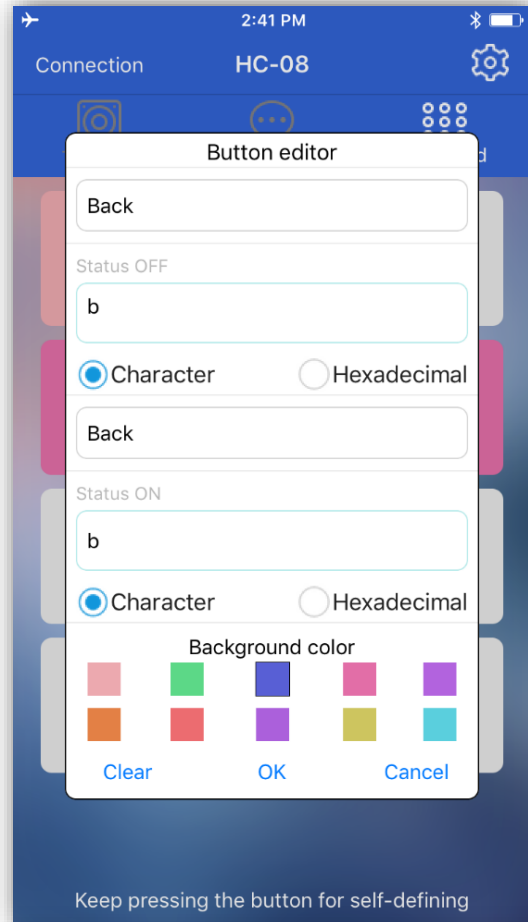 2:41 PM
Connection HC-08
Button editor
Back
Status OFF
b
Character Hexadecimal
Back
Status ON
b
Character Hexadecimal
Background color
Clear OK Cancel
Keep pressing the button for self-defining